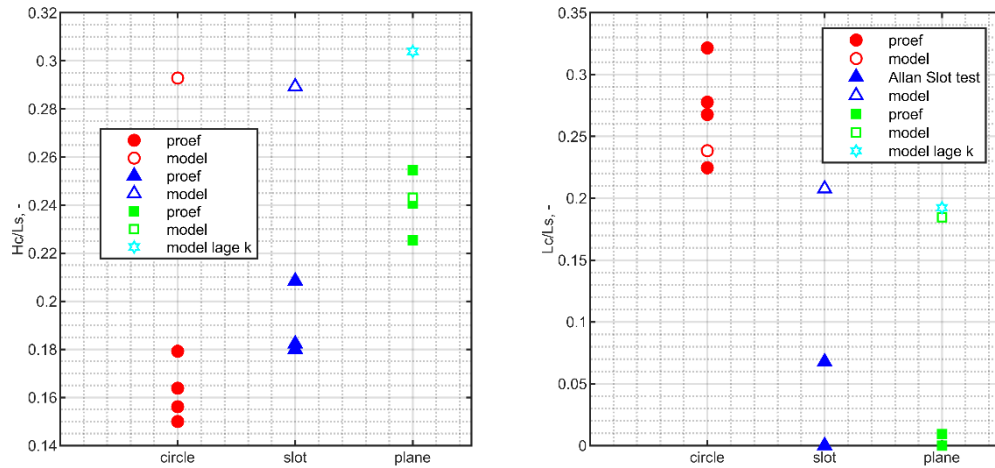 0.32
0.3
0.28
0.26
0.24
0.22
0.2
0.18
0.16
0.14
Hc/Ls, -
proef
model
proef
model
proef
model
model lage k
circle
slot
plane
0.35
0.3
0.25
0.2
0.15
0.1
0.05
0
Lc/Ls, -
proef
model
Allan Slot test
model
proef
model
model lage k
circle
slot
plane